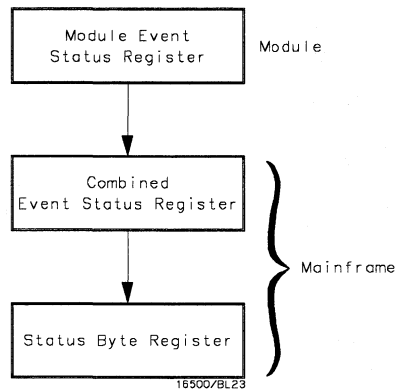 Module Event
Status Register
Module
Combined
Event Status Register
Mainframe
Status Byte Register
16500/BL23